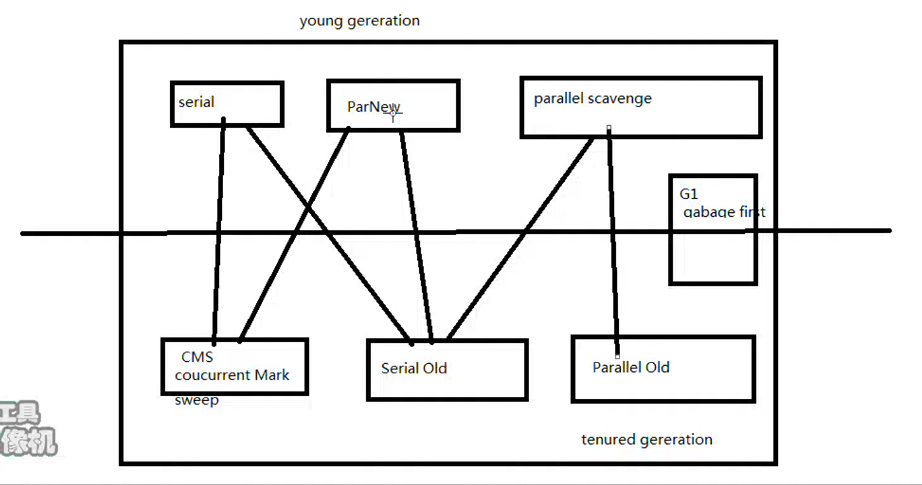 young gereration
serial
ParNew
parallel scavenge
G1
gabage first
CMS
coucurrent Mark
sweep
Serial Old
Parallel Old
tenured gereration
工具
像机